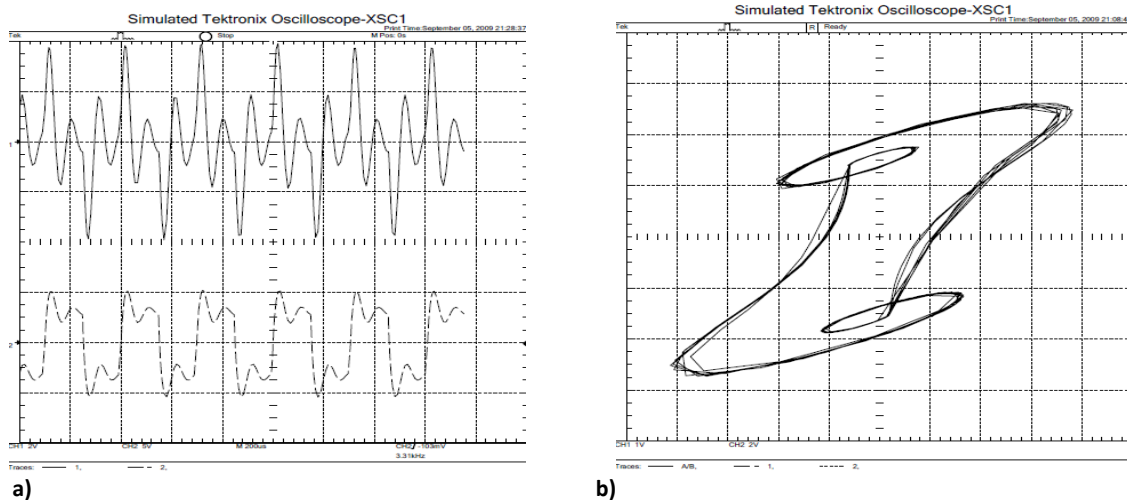 Simulated Tektronix Oscilloscope-XSC1
Print Time:September 05, 2009 21:28:37
Tek
Stop
M Pos: 0s
1
2
CH1 2V
CH2 5V
M 200us
CH2 -103mV
3.31kHz
Traces:
1,
2,
a)
Simulated Tektronix Oscilloscope-XSC1
Print Time:September 05, 2009 21:08:4
Tek
R
Ready
CH1 1V
CH2 2V
Traces:
A/B,
1,
2,
b)